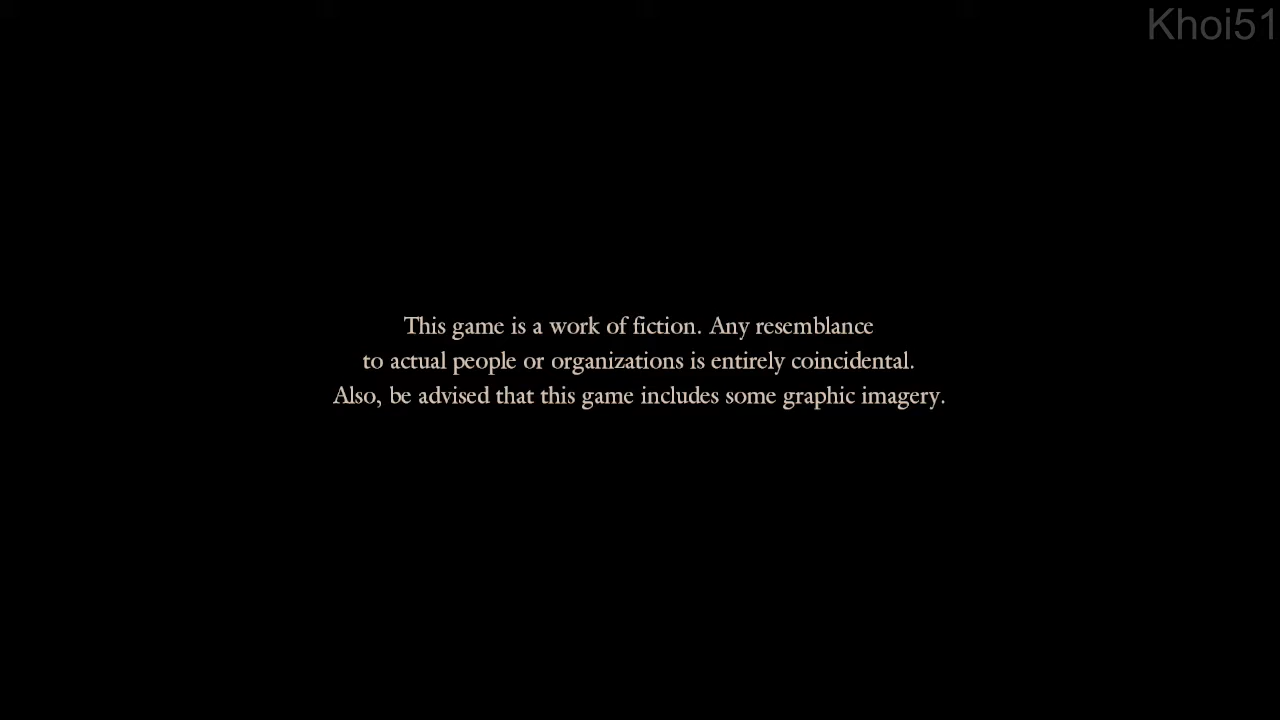 Khoi51
This game is a work of fiction. Any resemblance
to actual people or organizations is entirely coincidental.
Also, be advised that this game includes some graphic imagery.